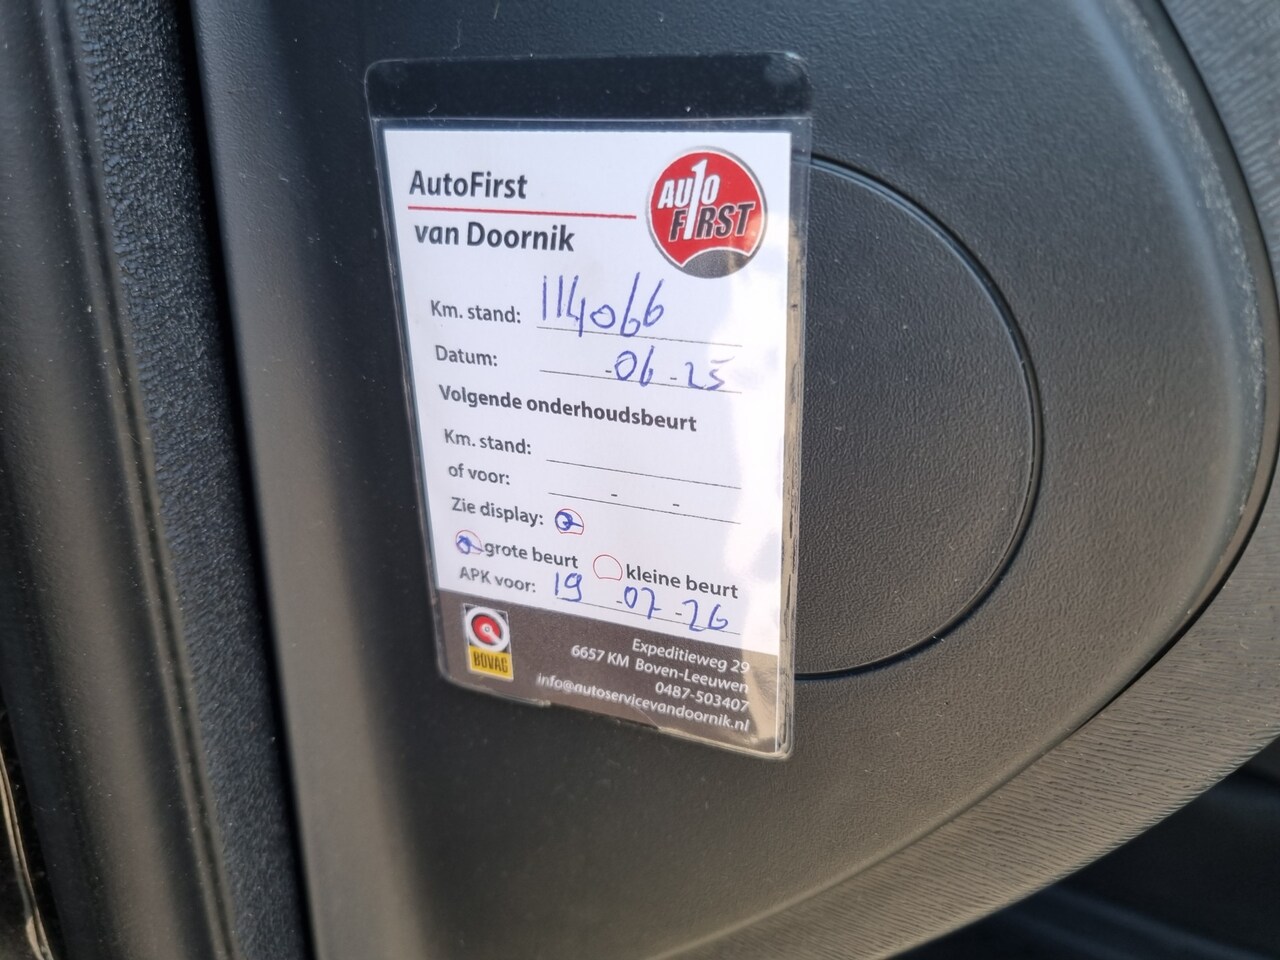 AutoFirst
van Doornik
AUTO
FIRST
Km. stand: 114066
Datum: -06-25
Volgende onderhoudsbeurt
Km. stand:
of voor: - -
Zie display:
grote beurt kleine beurt
APK voor: 19-07-26
BOVAG
Expeditieweg 29
6657 KM Boven-Leeuwen
0487-503407
info@autoservicevandoornik.nl